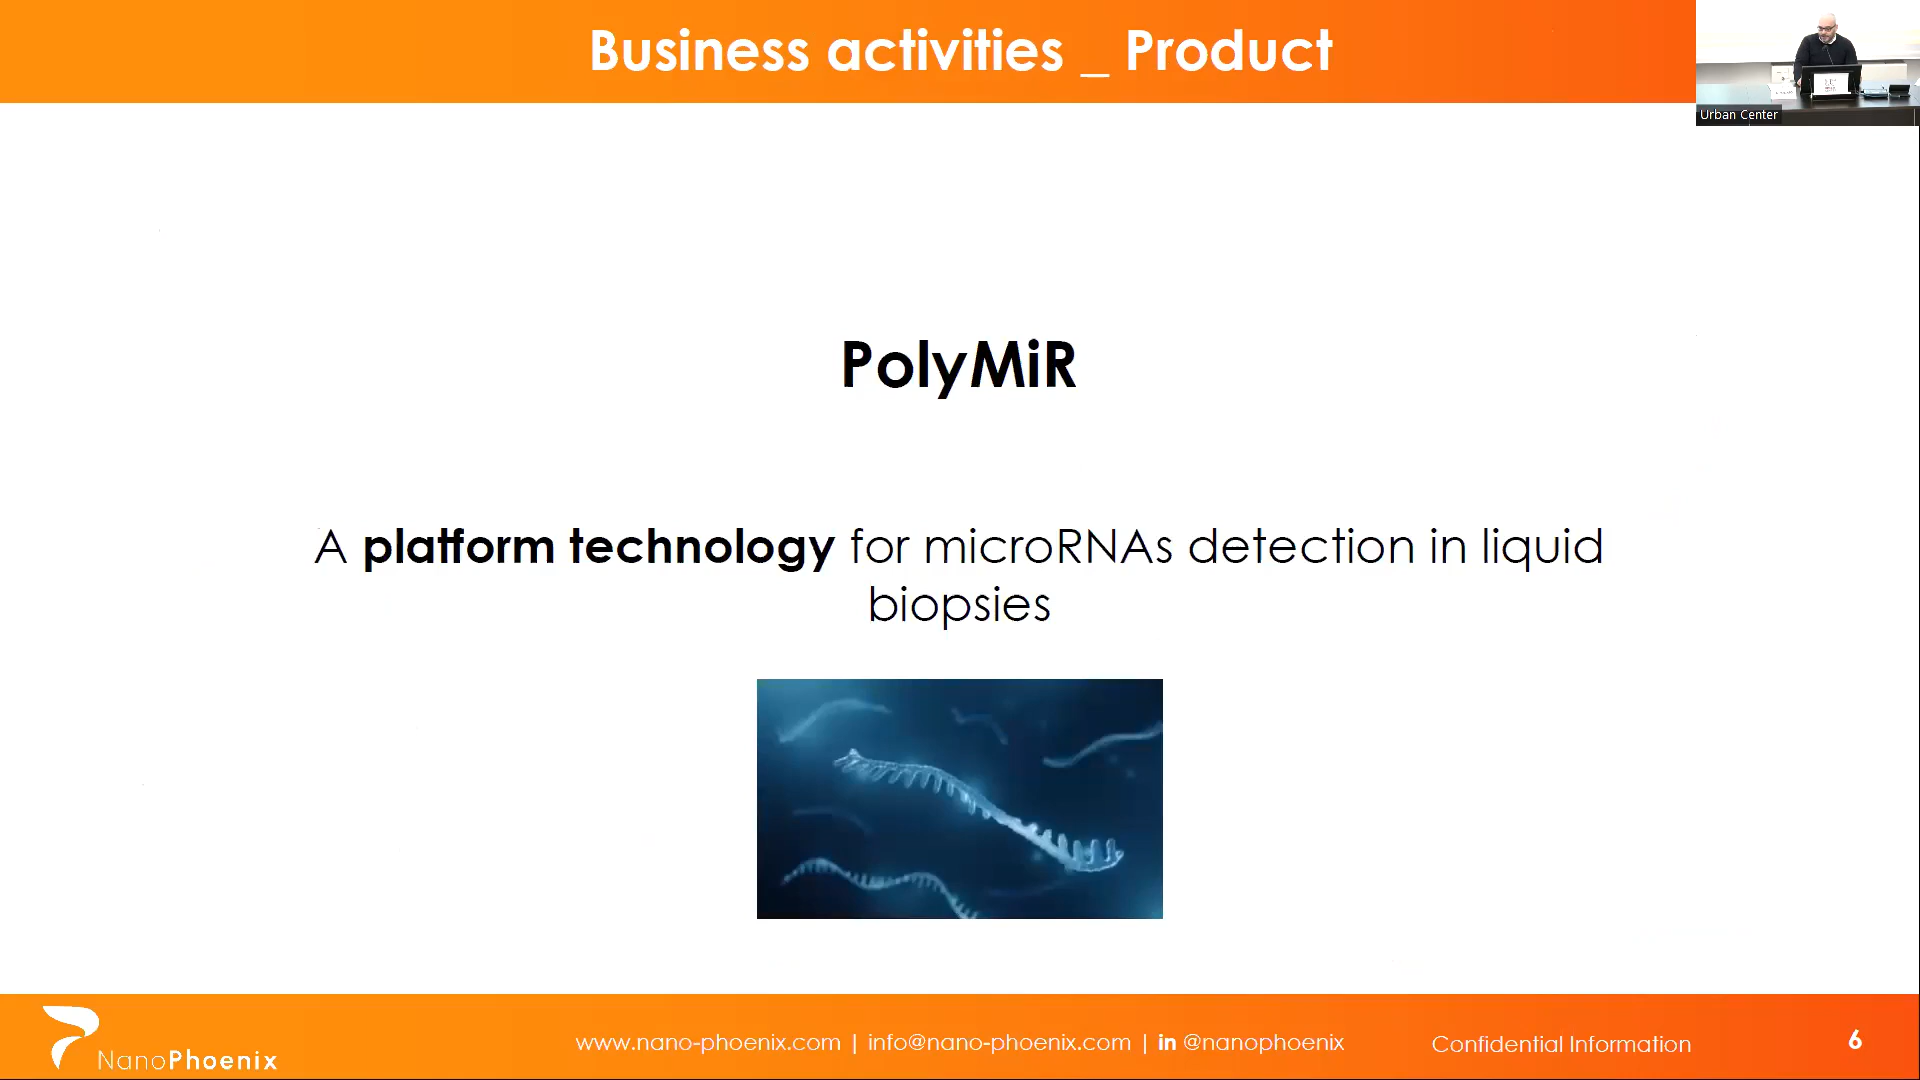 Business activities _ Product
Urban Center
PolyMiR
A platform technology for microRNAs detection in liquid
biopsies
NanoPhoenix
www.nano-phoenix.com | info@nano-phoenix.com | in @nanophoenix
Confidential Information
6